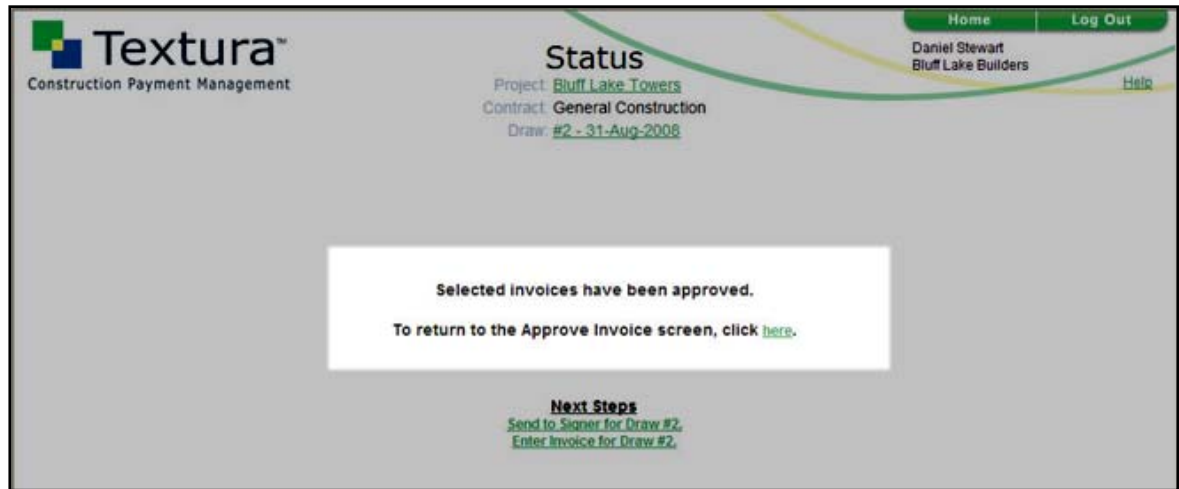 Textura™
Construction Payment Management
Home
Log Out
Daniel Stewart
Bluff Lake Builders
Help
Status
Project: Bluff Lake Towers
Contract: General Construction
Draw: #2 - 31-Aug-2008
Selected invoices have been approved.
To return to the Approve Invoice screen, click here.
Next Steps
Send to Signer for Draw #2.
Enter Invoice for Draw #2.